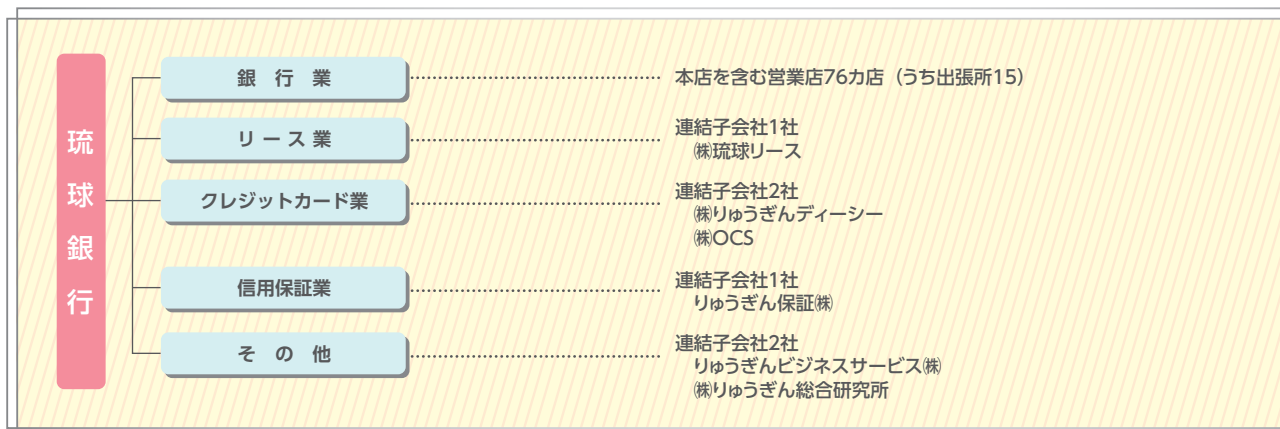 琉球銀行
銀行業
本店を含む営業店76カ店（うち出張所15）
リース業
連結子会社1社
㈱琉球リース
クレジットカード業
連結子会社2社
㈱りゅうぎんディーシー
㈱OCS
信用保証業
連結子会社1社
りゅうぎん保証㈱
その他
連結子会社2社
りゅうぎんビジネスサービス㈱
㈱りゅうぎん総合研究所